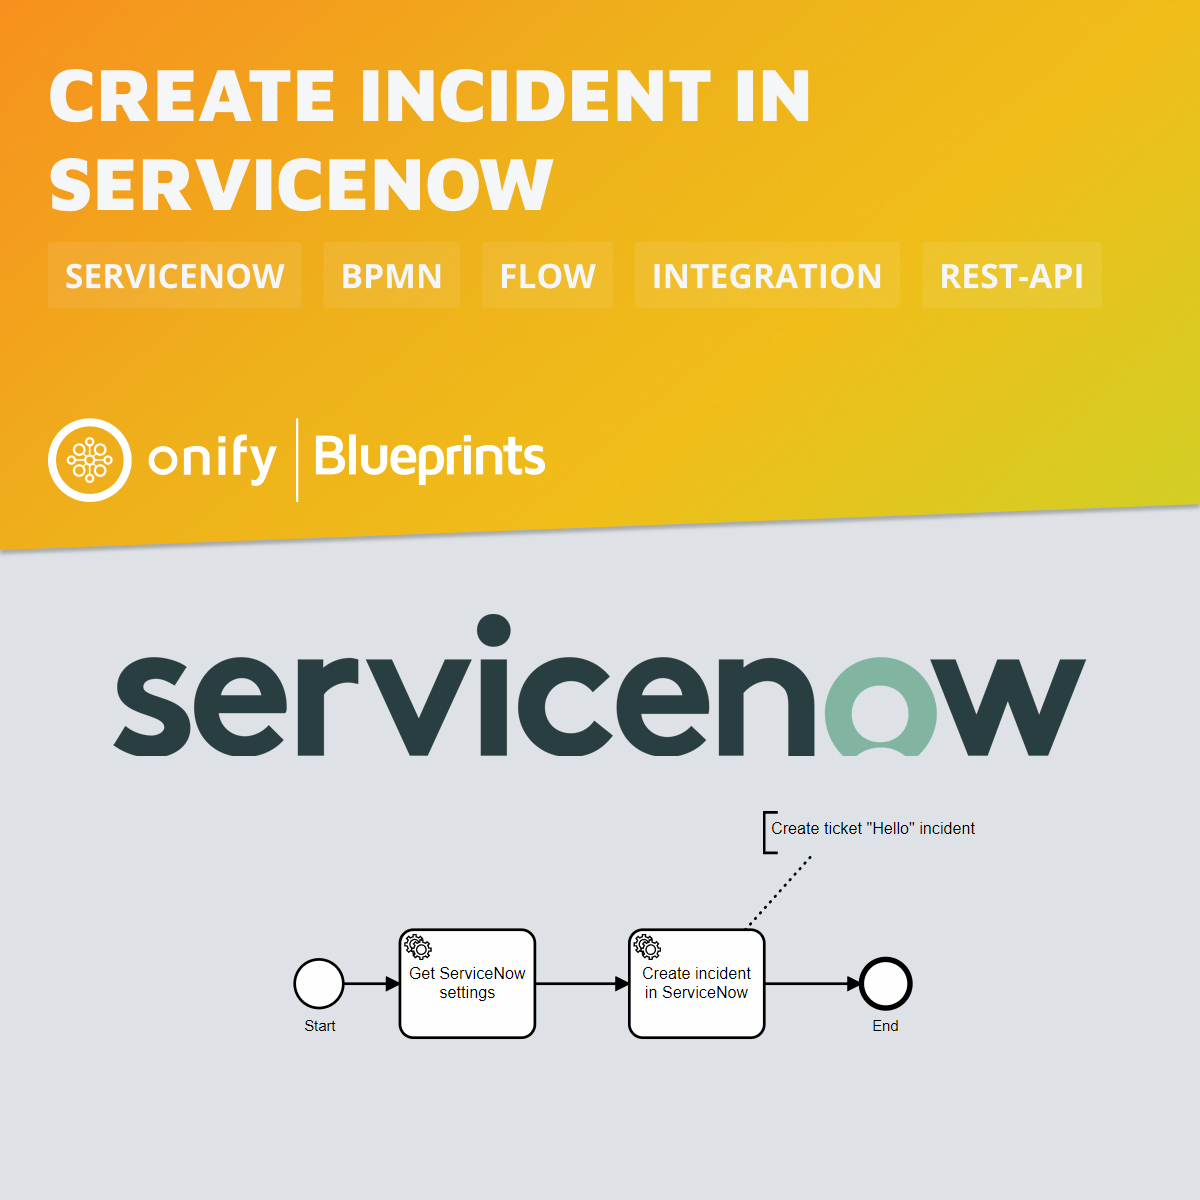 CREATE INCIDENT IN
SERVICENOW
SERVICENOW BPMN FLOW INTEGRATION REST-API
onify Blueprints
servicenow
Create ticket "Hello" incident
Get ServiceNow
settings
Create incident
in ServiceNow
Start
End